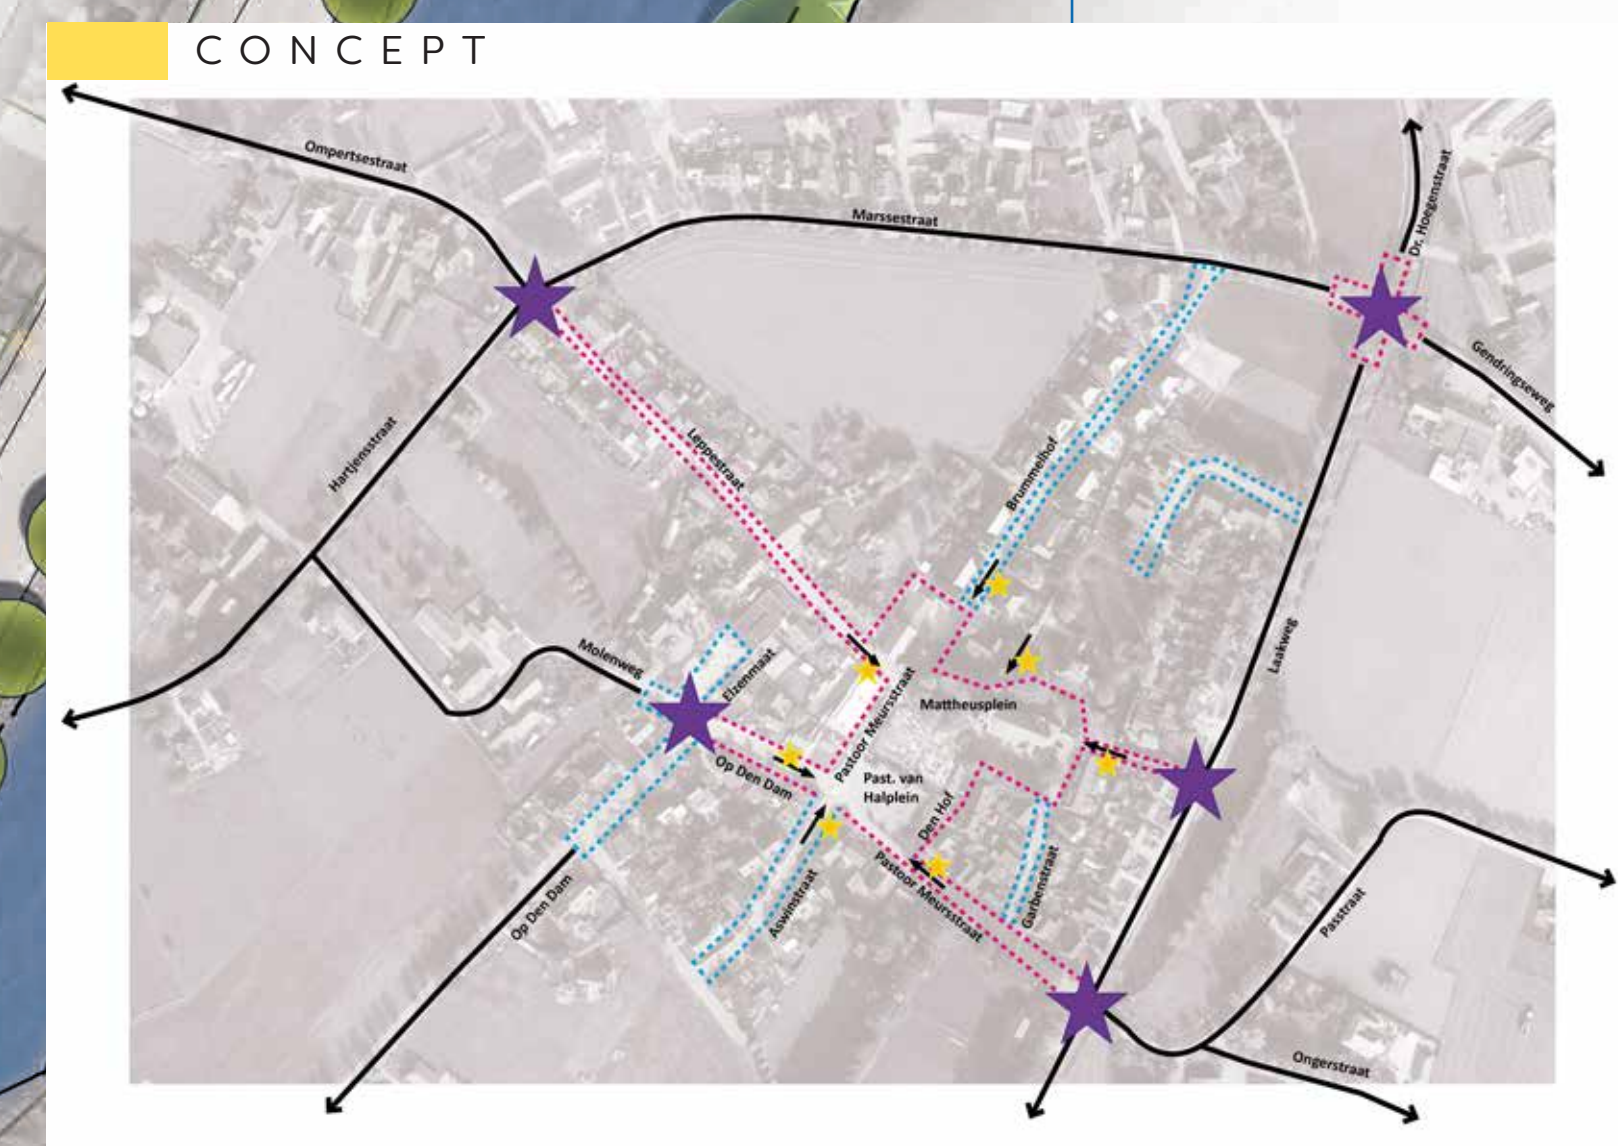 CONCEPT
Ompertsestraat
Dr. Hoegenstraat
Marssestraat
Gendringseweg
Hartjensstraat
Leppestraat
Brummelhof
Laakweg
Molenweg
Elzenmaat
Pastoor Meursstraat
Mattheusplein
Op Den Dam
Past. van
Halplein
Den Hof
Pastoor Meursstraat
Garbenstraat
Aswinstraat
Op Den Dam
Passtraat
Ongerstraat